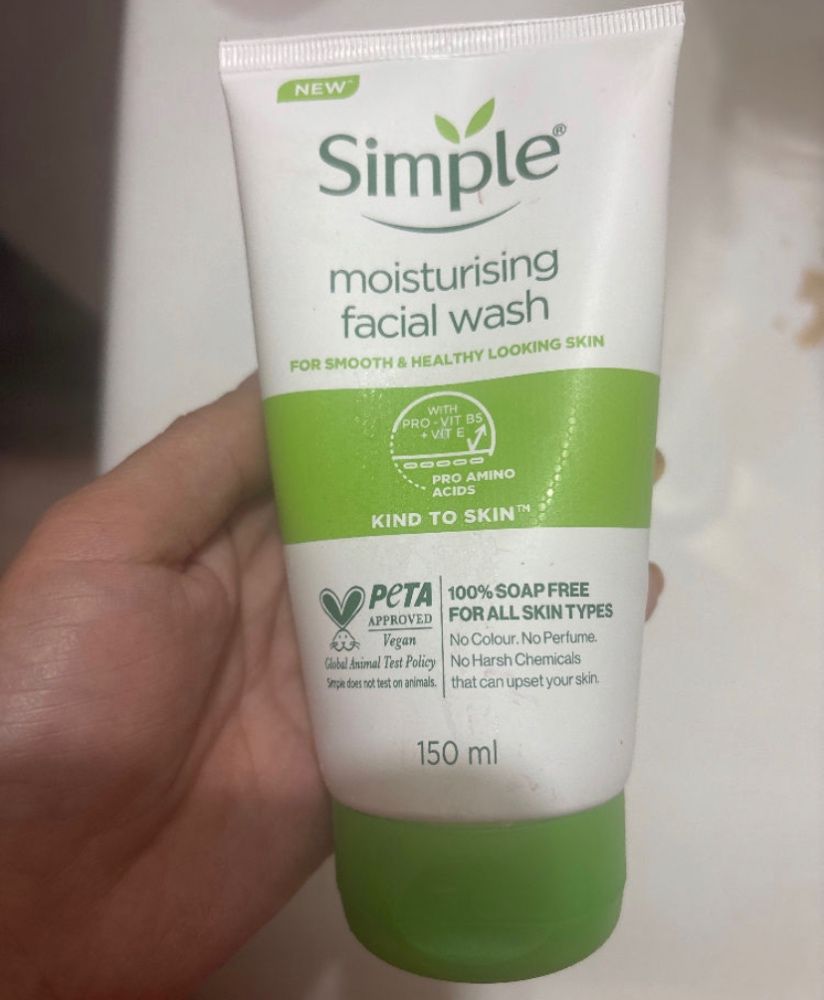 NEW^
Simple®
moisturising
facial wash
FOR SMOOTH & HEALTHY LOOKING SKIN
WITH
PRO-VIT B5
+ VIT E
PRO AMINO
ACIDS
KIND TO SKIN™
PeTA
APPROVED
Vegan
Global Animal Test Policy
Simple does not test on animals.
100% SOAP FREE
FOR ALL SKIN TYPES
No Colour. No Perfume.
No Harsh Chemicals
that can upset your skin.
150 ml